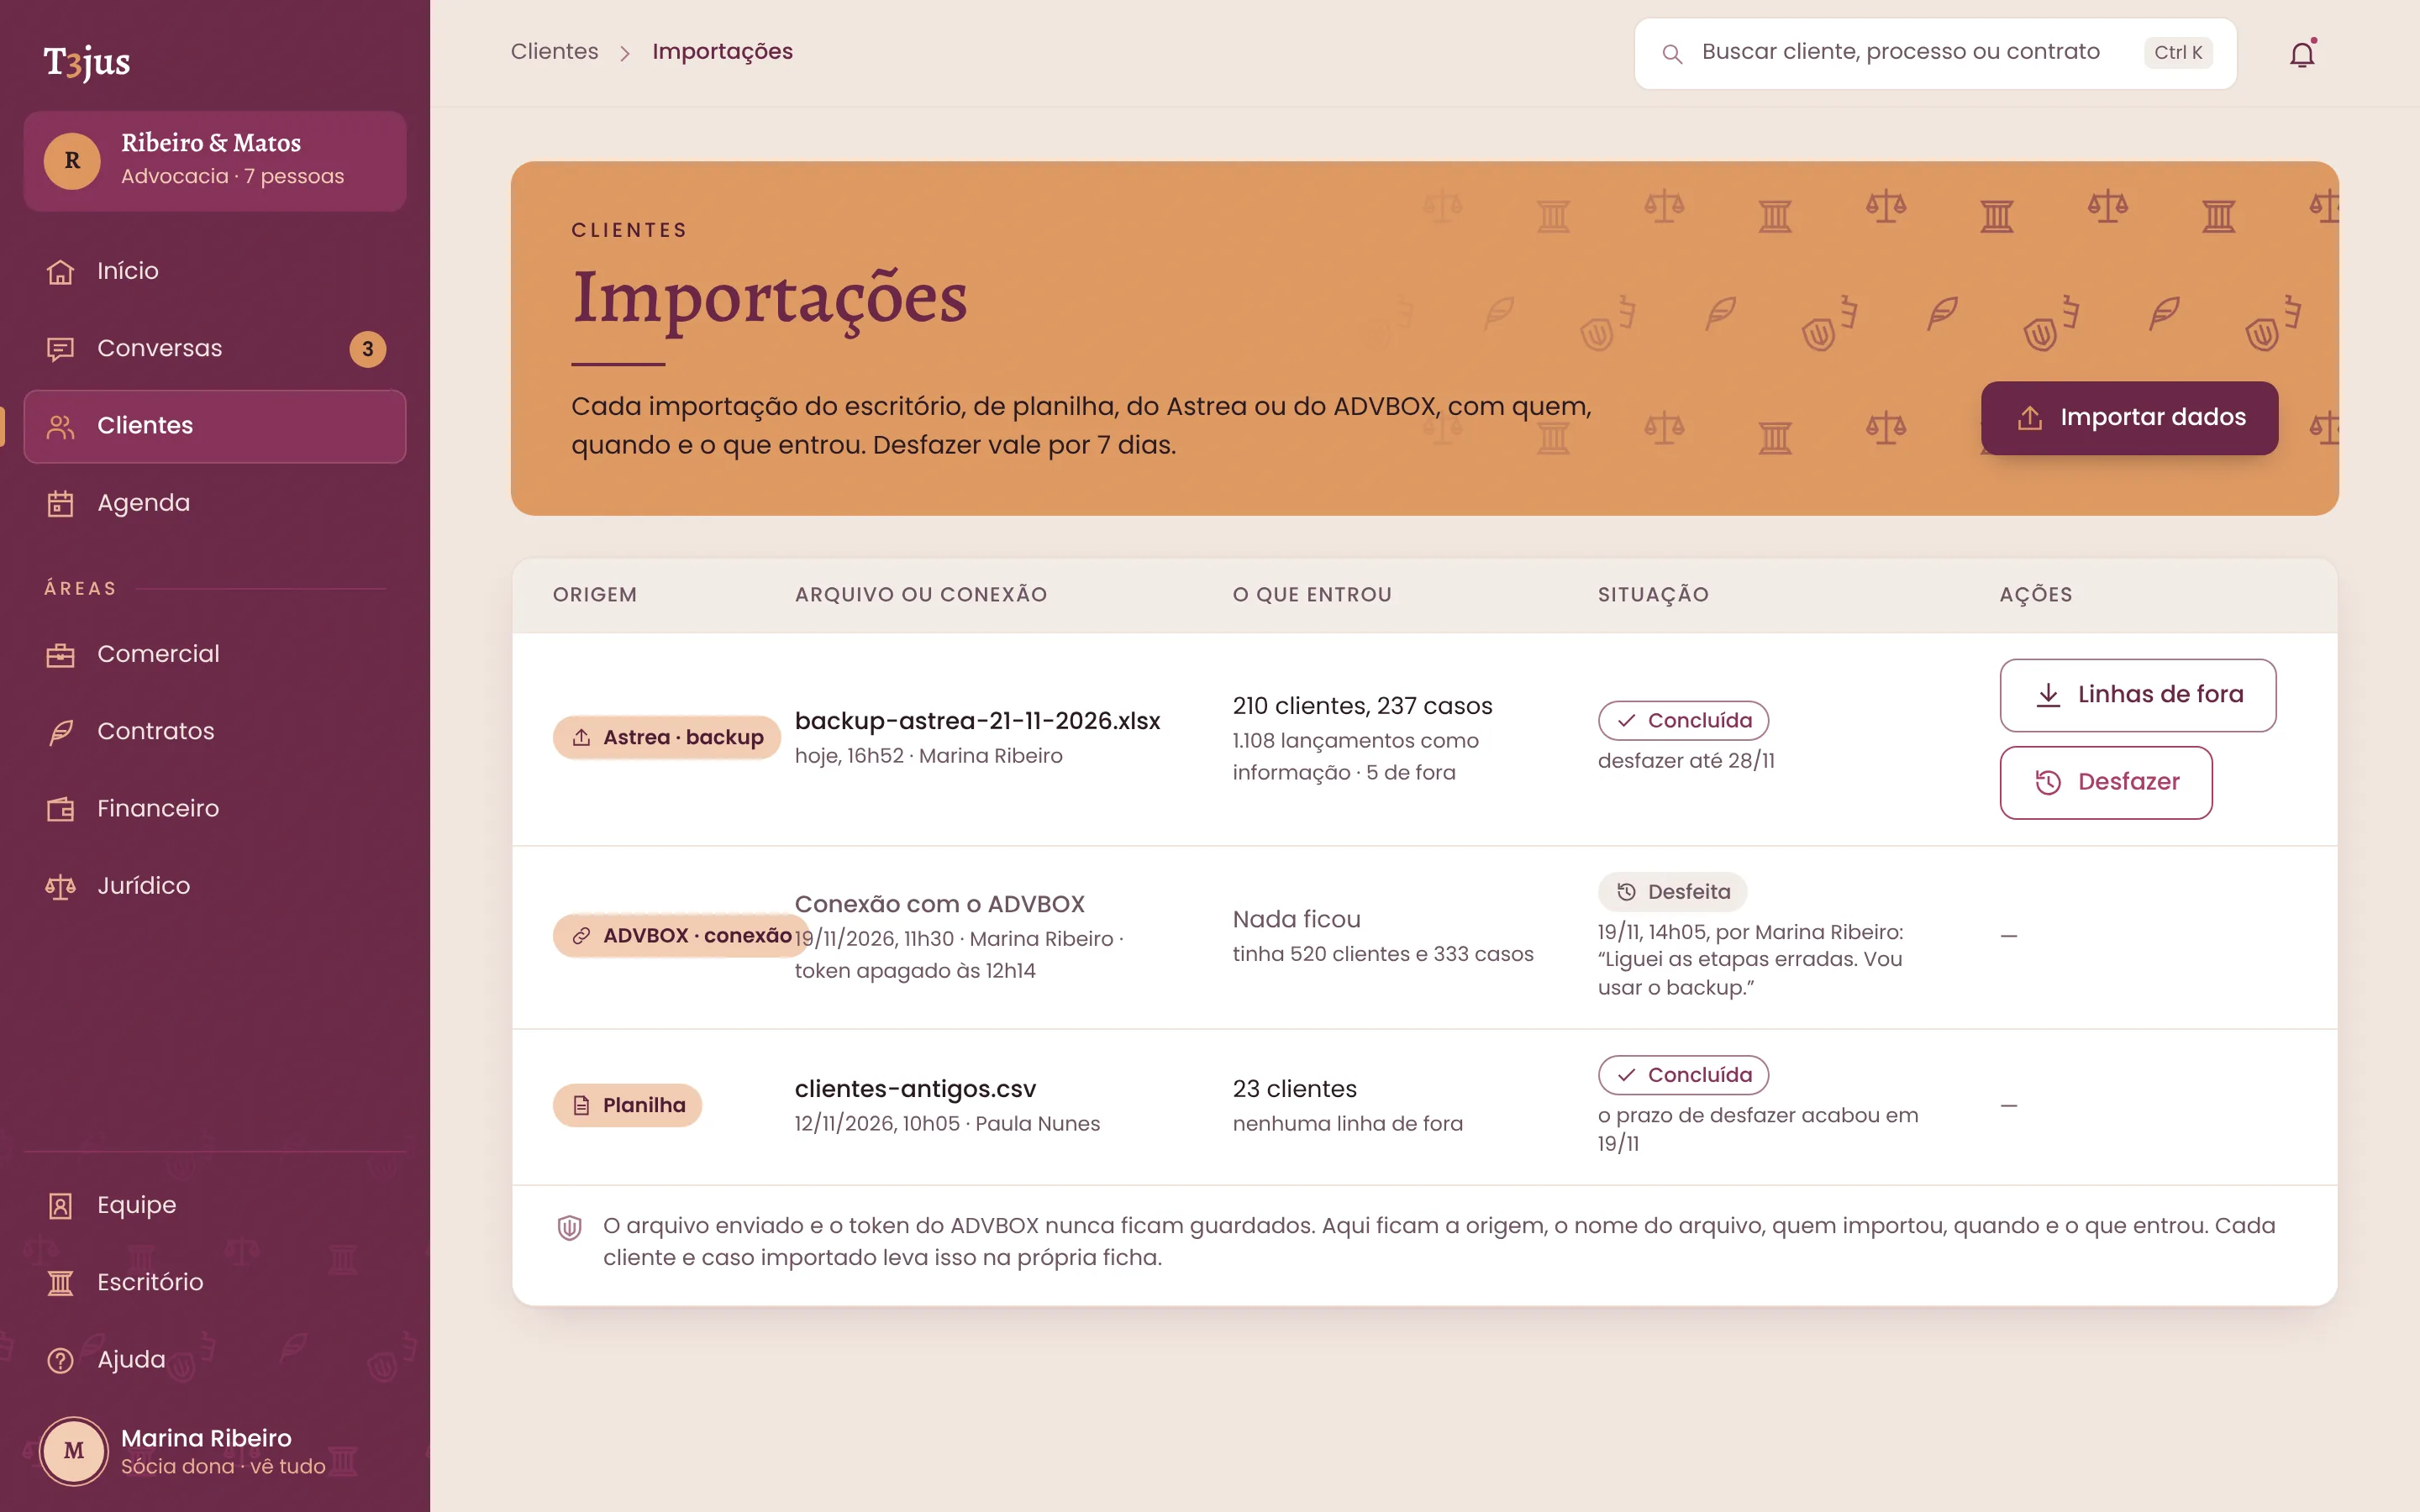 T3jus
R
Ribeiro & Matos
Advocacia · 7 pessoas
Início
Conversas
3
Clientes
Agenda
ÁREAS
Comercial
Contratos
Financeiro
Jurídico
Equipe
Escritório
Ajuda
M
Marina Ribeiro
Sócia dona · vê tudo
Clientes
Importações
Buscar cliente, processo ou contrato
Ctrl K
CLIENTES
Importações
Cada importação do escritório, de planilha, do Astrea ou do ADVBOX, com quem,
quando e o que entrou. Desfazer vale por 7 dias.
Importar dados
ORIGEM
ARQUIVO OU CONEXÃO
O QUE ENTROU
SITUAÇÃO
AÇÕES
Astrea · backup
backup-astrea-21-11-2026.xlsx
hoje, 16h52 · Marina Ribeiro
210 clientes, 237 casos
1.108 lançamentos como
informação · 5 de fora
Concluída
desfazer até 28/11
Linhas de fora
Desfazer
ADVBOX · conexão
Conexão com o ADVBOX
19/11/2026, 11h30 · Marina Ribeiro ·
token apagado às 12h14
Nada ficou
tinha 520 clientes e 333 casos
Desfeita
19/11, 14h05, por Marina Ribeiro:
“Liguei as etapas erradas. Vou
usar o backup.”
—
Planilha
clientes-antigos.csv
12/11/2026, 10h05 · Paula Nunes
23 clientes
nenhuma linha de fora
Concluída
o prazo de desfazer acabou em
19/11
—
O arquivo enviado e o token do ADVBOX nunca ficam guardados. Aqui ficam a origem, o nome do arquivo, quem importou, quando e o que entrou. Cada
cliente e caso importado leva isso na própria ficha.